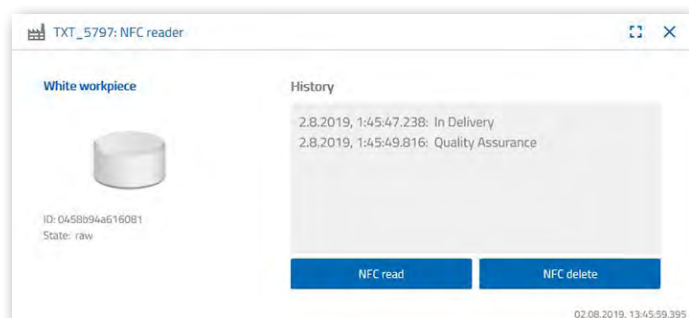 TXT_5797: NFC reader
White workpiece
ID: 0458b94a616081
State: raw
History
2.8.2019, 1:45:47.238: In Delivery
2.8.2019, 1:45:49.816: Quality Assurance
NFC read
NFC delete
02.08.2019, 13:45:59.395